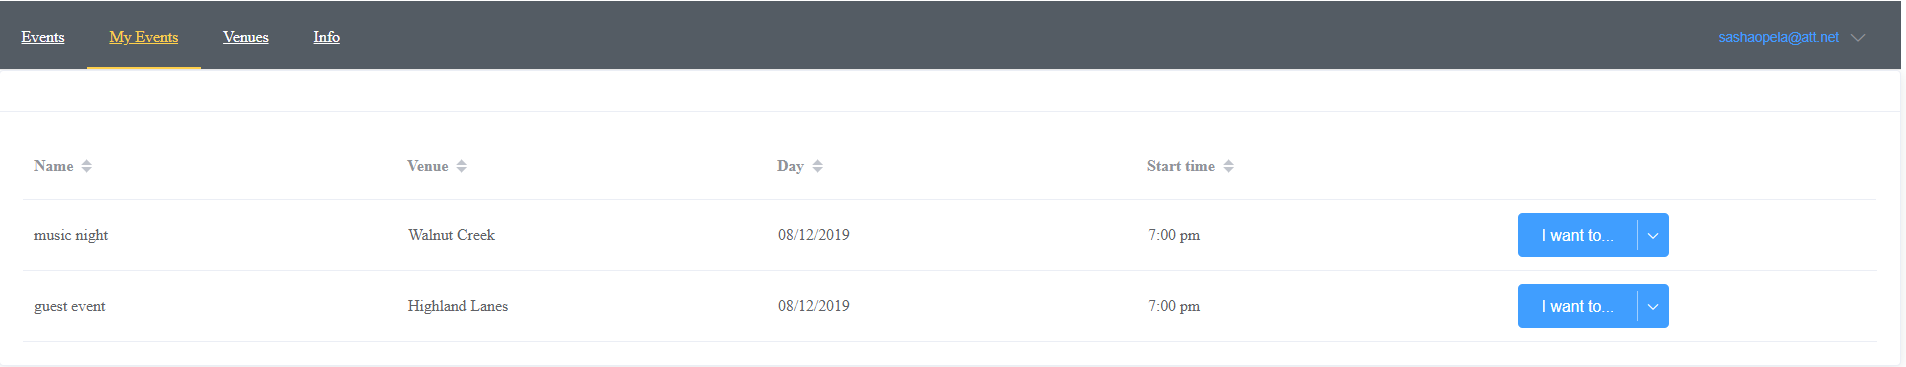 Events My Events Venues Info sashaopela@att.net
Name Venue Day Start time
music night Walnut Creek 08/12/2019 7:00 pm I want to...
guest event Highland Lanes 08/12/2019 7:00 pm I want to...